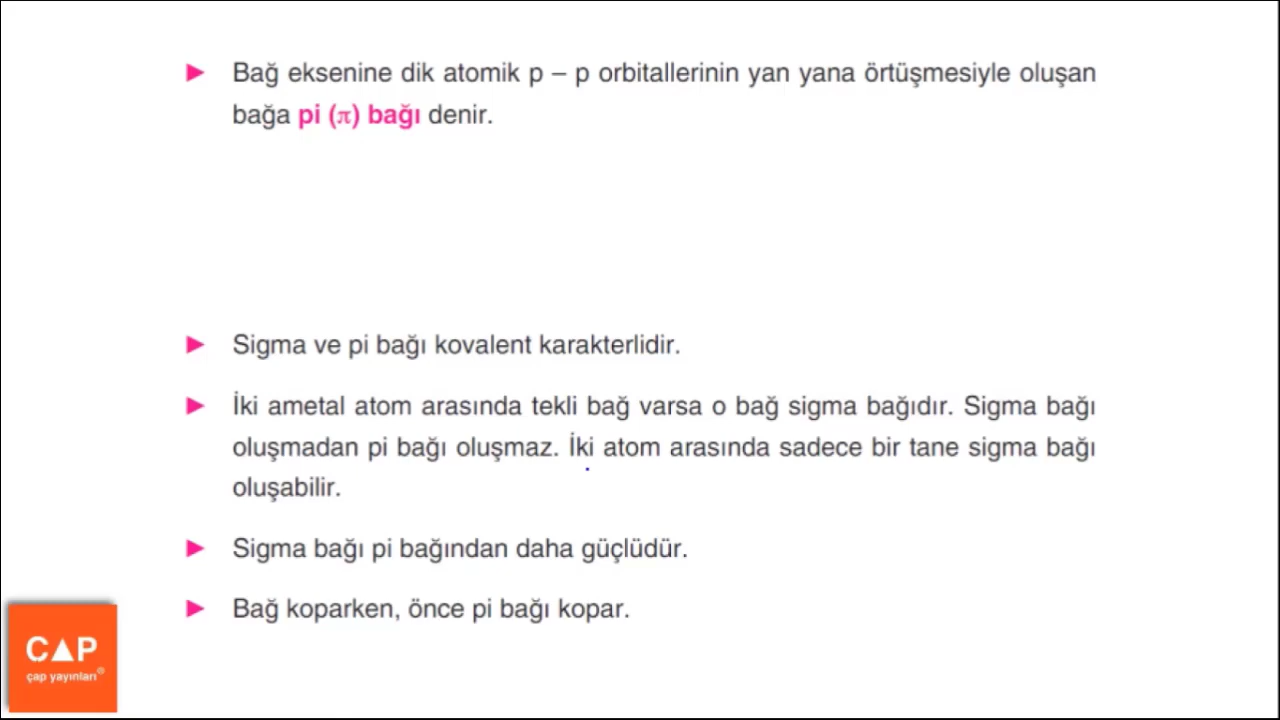 ► Bağ eksenine dik atomik p – p orbitallerinin yan yana örtüşmesiyle oluşan
bağa pi (π) bağı denir.
► Sigma ve pi bağı kovalent karakterlidir.
► İki ametal atom arasında tekli bağ varsa o bağ sigma bağıdır. Sigma bağı
oluşmadan pi bağı oluşmaz. İki atom arasında sadece bir tane sigma bağı
oluşabilir.
► Sigma bağı pi bağından daha güçlüdür.
► Bağ koparken, önce pi bağı kopar.
ÇAP
çap yayınları®